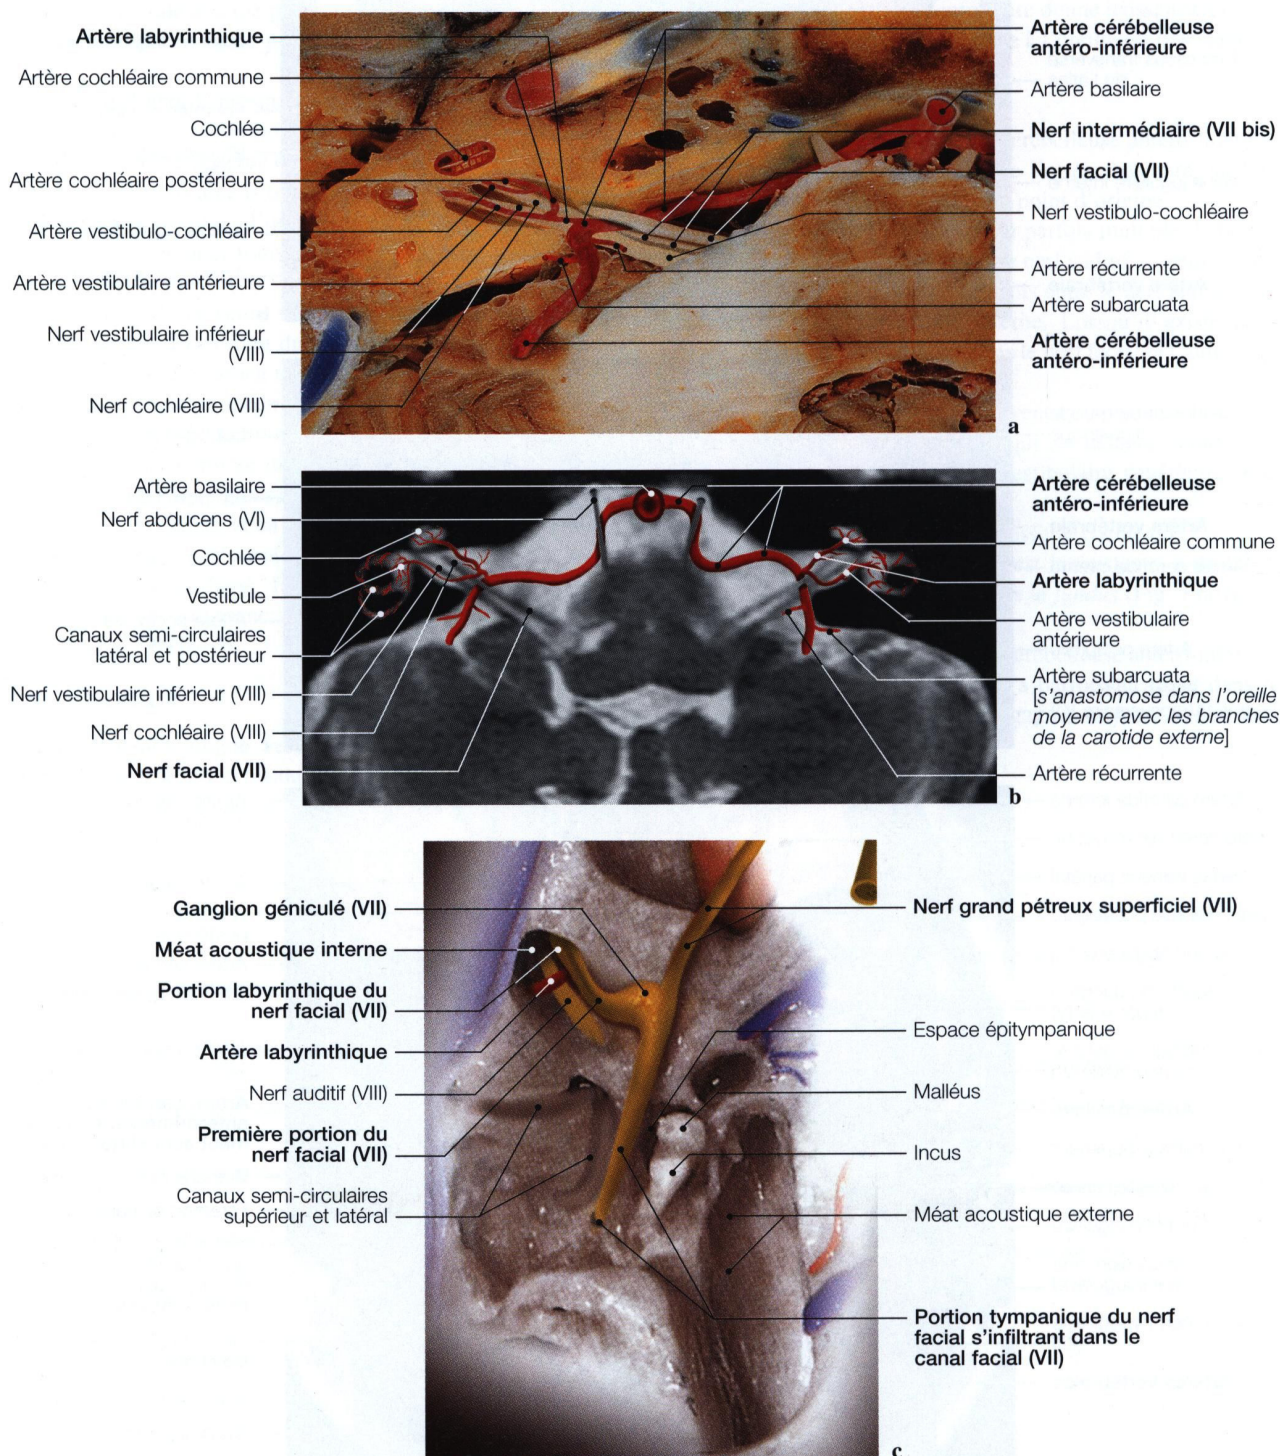 Artère labyrinthique
Artère cochléaire commune
Cochlée
Artère cochléaire postérieure
Artère vestibulo-cochléaire
Artère vestibulaire antérieure
Nerf vestibulaire inférieur
(VIII)
Nerf cochléaire (VIII)
Artère cérébelleuse
antéro-inférieure
Artère basilaire
Nerf intermédiaire (VII bis)
Nerf facial (VII)
Nerf vestibulo-cochléaire
Artère récurrente
Artère subarcuata
Artère cérébelleuse
antéro-inférieure
a
Artère basilaire
Nerf abducens (VI)
Cochlée
Vestibule
Canaux semi-circulaires
latéral et postérieur
Nerf vestibulaire inférieur (VIII)
Nerf cochléaire (VIII)
Nerf facial (VII)
Artère cérébelleuse
antéro-inférieure
Artère cochléaire commune
Artère labyrinthique
Artère vestibulaire
antérieure
Artère subarcuata
[s'anastomose dans l'oreille
moyenne avec les branches
de la carotide externe]
Artère récurrente
b
Ganglion géniculé (VII)
Méat acoustique interne
Portion labyrinthique du
nerf facial (VII)
Artère labyrinthique
Nerf auditif (VIII)
Première portion du
nerf facial (VII)
Canaux semi-circulaires
supérieur et latéral
Nerf grand pétreux superficiel (VII)
Espace épitympanique
Malléus
Incus
Méat acoustique externe
Portion tympanique du nerf
facial s'infiltrant dans le
canal facial (VII)
c